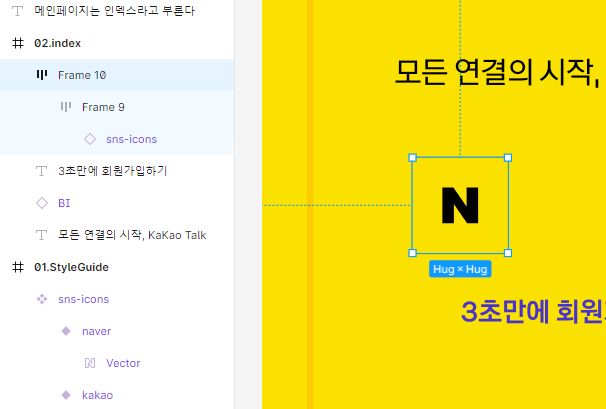 메인페이지는 인덱스라고 부른다
02.index
Frame 10
Frame 9
sns-icons
3초만에 회원가입하기
BI
모든 연결의 시작, KaKao Talk
01.StyleGuide
sns-icons
naver
Vector
kakao
모든 연결의 시작,
N
Hug × Hug
3초만에 회원